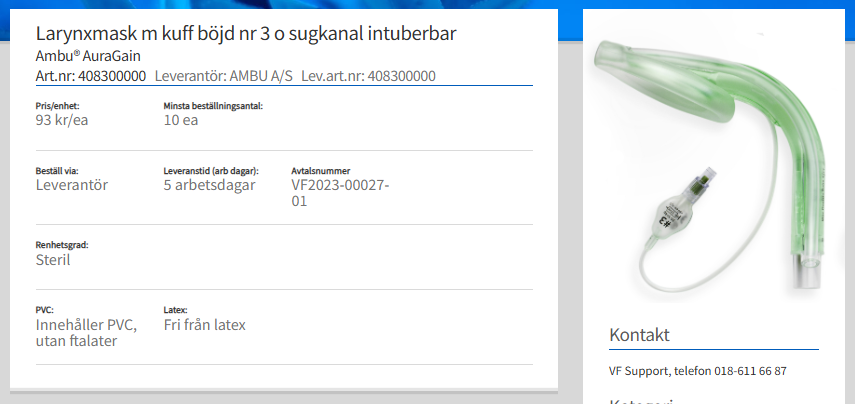 Larynxmask m kuff böjd nr 3 o sugkanal intuberbar
Ambu® AuraGain
Art.nr: 408300000 Leverantör: AMBU A/S Lev.art.nr: 408300000
Pris/enhet: Minsta beställningsantal:
93 kr/ea 10 ea
Beställ via: Leveranstid (arb dagar): Avtalsnummer
Leverantör 5 arbetsdagar VF2023-00027-
01
Renhetsgrad:
Steril
PVC: Latex:
Innehåller PVC, Fri från latex
utan ftalater
#3
Kontakt
VF Support, telefon 018-611 66 87